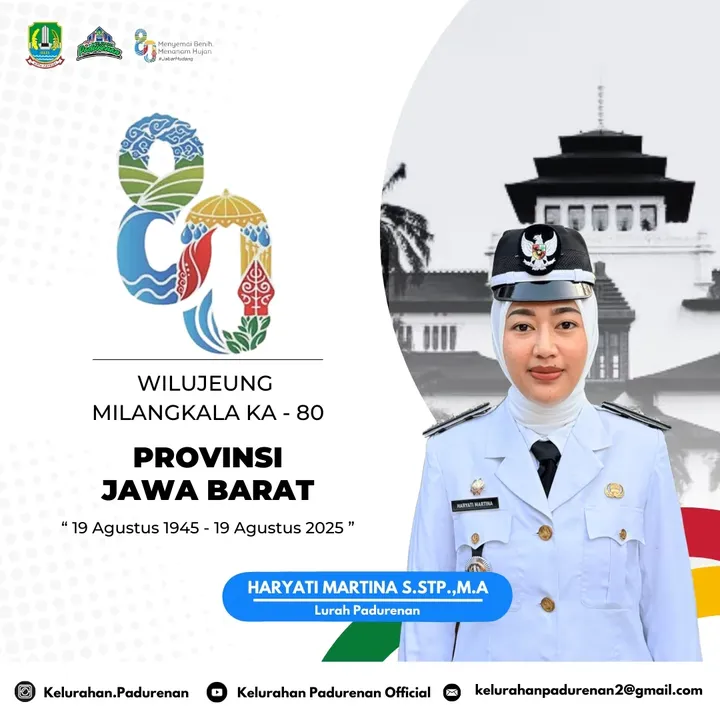 Menyemai Benih,
Menanam Hujan
#JabarHudang
WILUJEUNG
MILANGKALA KA - 80
PROVINSI
JAWA BARAT
“ 19 Agustus 1945 - 19 Agustus 2025 ”
HARYATI MARTINA
HARYATI MARTINA S.STP.,M.A
Lurah Padurenan
Kelurahan.Padurenan
Kelurahan Padurenan Official
kelurahanpadurenan2@gmail.com